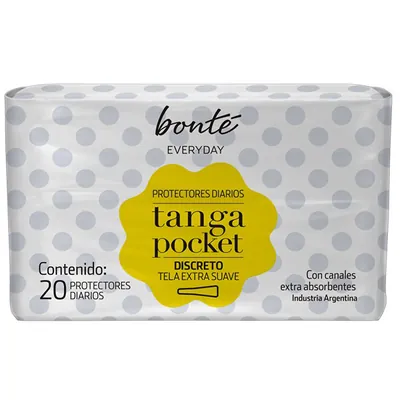 bonté
EVERYDAY
PROTECTORES DIARIOS
tanga
pocket
DISCRETO
TELA EXTRA SUAVE
Contenido:
20 PROTECTORES
DIARIOS
Con canales
extra absorbentes
Industria Argentina